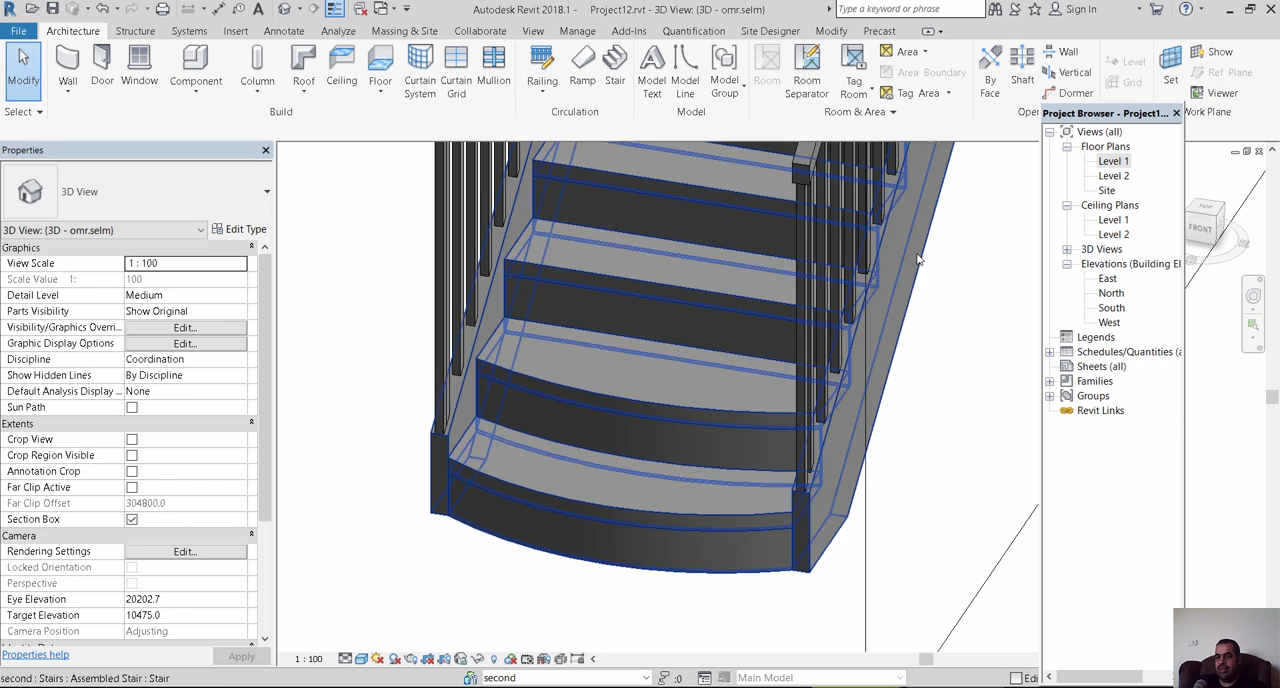 Autodesk Revit 2018.1 - Project12.rvt - 3D View: {3D - omr.selm}
Type a keyword or phrase
Sign In
File Architecture Structure Systems Insert Annotate Analyze Massing & Site Collaborate View Manage Add-Ins Quantification Site Designer Modify Precast
Modify Wall Door Window Component Column Roof Ceiling Floor Curtain System Curtain Grid Mullion Railing Ramp Stair Model Text Model Line Model Group Room Room Separator Tag Room
Area
Area Boundary
Tag Area
By Face Shaft
Wall
Vertical
Dormer
Level
Grid
Set
Show
Ref Plane
Viewer
Select Build Circulation Model Room & Area Work Plane
Properties
3D View
3D View: {3D - omr.selm} Edit Type
Graphics
View Scale 1 : 100
Scale Value 1: 100
Detail Level Medium
Parts Visibility Show Original
Visibility/Graphics Overri... Edit...
Graphic Display Options Edit...
Discipline Coordination
Show Hidden Lines By Discipline
Default Analysis Display ... None
Sun Path
Extents
Crop View
Crop Region Visible
Annotation Crop
Far Clip Active
Far Clip Offset 304800.0
Section Box
Camera
Rendering Settings Edit...
Locked Orientation
Perspective
Eye Elevation 20202.7
Target Elevation 10475.0
Camera Position Adjusting
Properties help Apply
Project Browser - Project1...
Views (all)
Floor Plans
Level 1
Level 2
Site
Ceiling Plans
Level 1
Level 2
3D Views
Elevations (Building El
East
North
South
West
Legends
Schedules/Quantities (a
Sheets (all)
Families
Groups
Revit Links
TOP
FRONT
1 : 100
second : Stairs : Assembled Stair : Stair
second
:0
Main Model